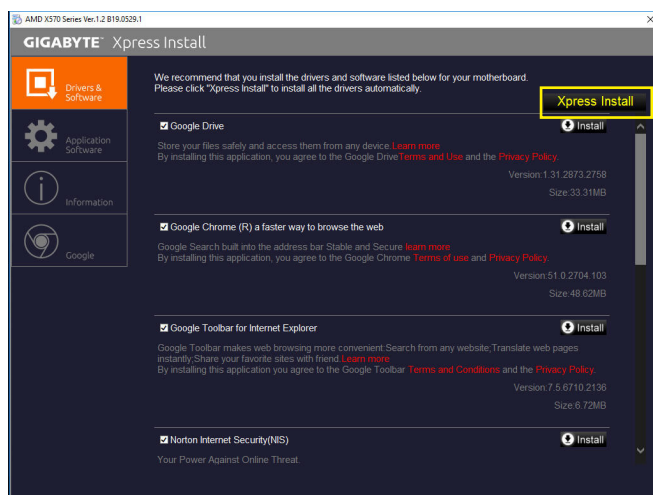 AMD X570 Series Ver.1.2 B19.0529.1
GIGABYTE™ Xpress Install
Drivers &
Software
Application
Software
Information
Google
We recommend that you install the drivers and software listed below for your motherboard.
Please click "Xpress Install" to install all the drivers automatically.
Xpress Install
Google Drive
Install
Store your files safely and access them from any device.Learn more
By installing this application, you agree to the Google DriveTerms and Use and the Privacy Policy.
Version:1.31.2873.2758
Size:33.31MB
Google Chrome (R) a faster way to browse the web
Install
Google Search built into the address bar Stable and Secure learn more
By installing this application, you agree to the Google Chrome Terms of use and Privacy Policy.
Version:51.0.2704.103
Size:48.62MB
Google Toolbar for Internet Explorer
Install
Google Toolbar makes web browsing more convenient:Search from any website;Translate web pages
instantly;Share your favorite sites with friend.Learn more
By installing this application you agree to the Google Toolbar Terms and Conditions and the Privacy Policy.
Version:7.5.6710.2136
Size:6.72MB
Norton Internet Security(NIS)
Install
Your Power Against Online Threat.